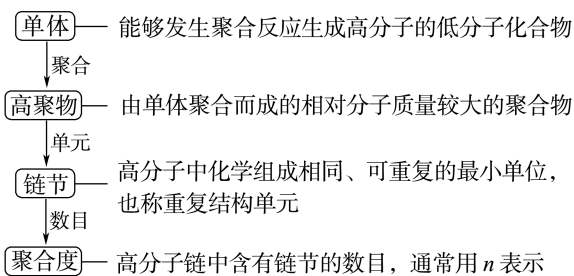 单体 能够发生聚合反应生成高分子的低分子化合物
聚合
高聚物 由单体聚合而成的相对分子质量较大的聚合物
单元
链节 高分子中化学组成相同、可重复的最小单位，
也称重复结构单元
数目
聚合度 高分子链中含有链节的数目，通常用 n 表示